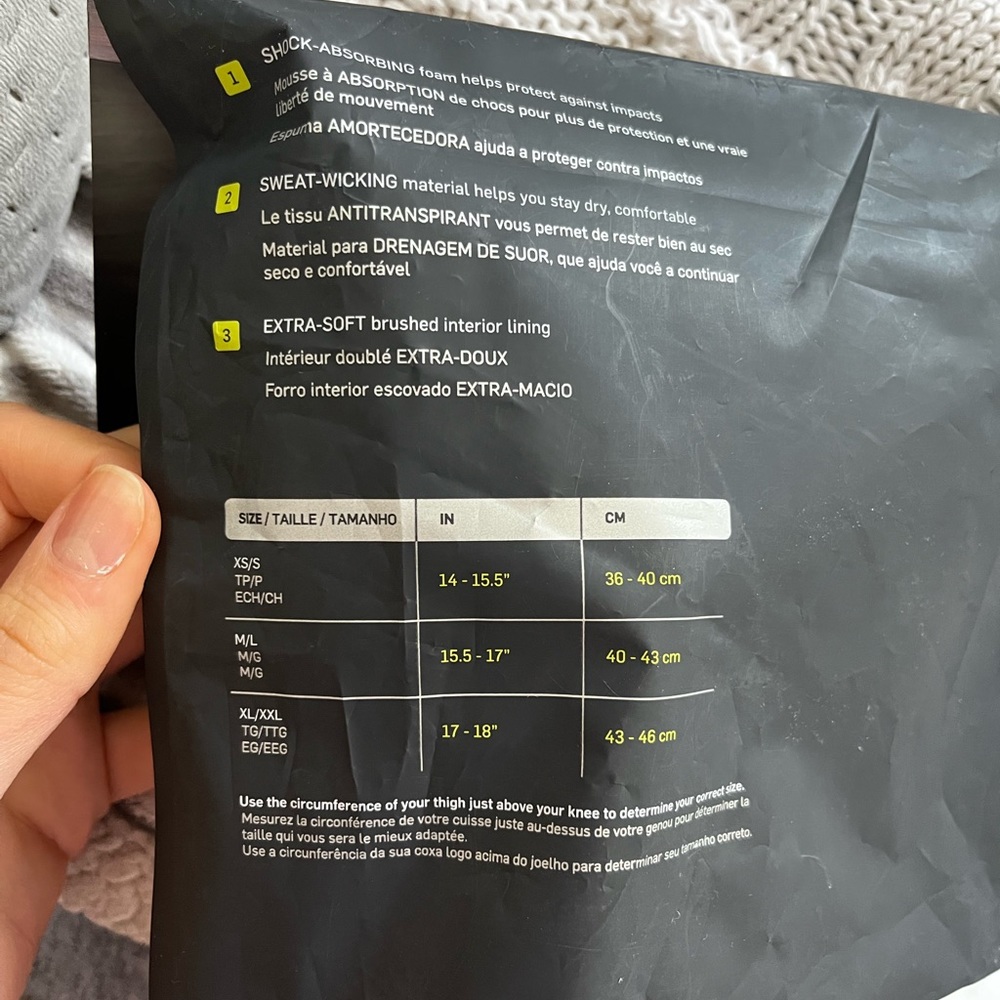 1
SHOCK-ABSORBING foam helps protect against impacts
Mousse à ABSORPTION de chocs pour plus de protection et une vraie
liberté de mouvement
Espuma AMORTECEDORA ajuda a proteger contra impactos
2
SWEAT-WICKING material helps you stay dry, comfortable
Le tissu ANTITRANSPIRANT vous permet de rester bien au sec
Material para DRENAGEM DE SUOR, que ajuda você a continuar
seco e confortável
3
EXTRA-SOFT brushed interior lining
Intérieur doublé EXTRA-DOUX
Forro interior escovado EXTRA-MACIO
SIZE / TAILLE / TAMANHO IN CM
XS/S
TP/P 14 - 15.5" 36 - 40 cm
ECH/CH
M/L
M/G 15.5 - 17" 40 - 43 cm
M/G
XL/XXL
TG/TTG 17 - 18" 43 - 46 cm
EG/EEG
Use the circumference of your thigh just above your knee to determine your correct size.
Mesurez la circonférence de votre cuisse juste au-dessus de votre genou pour déterminer la
taille qui vous sera le mieux adaptée.
Use a circunferência da sua coxa logo acima do joelho para determinar seu tamanho correto.